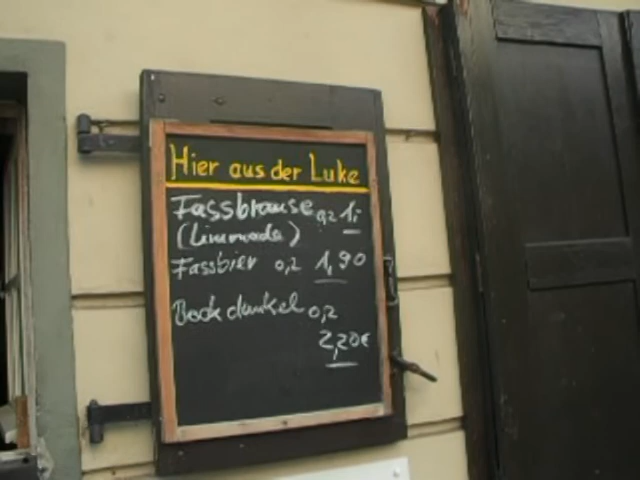 Hier aus der Luke
Fassbrause 0,2 1,-
(Limonade)
Fassbier 0,2 1,90
Bock dunkel 0,2
2,20€